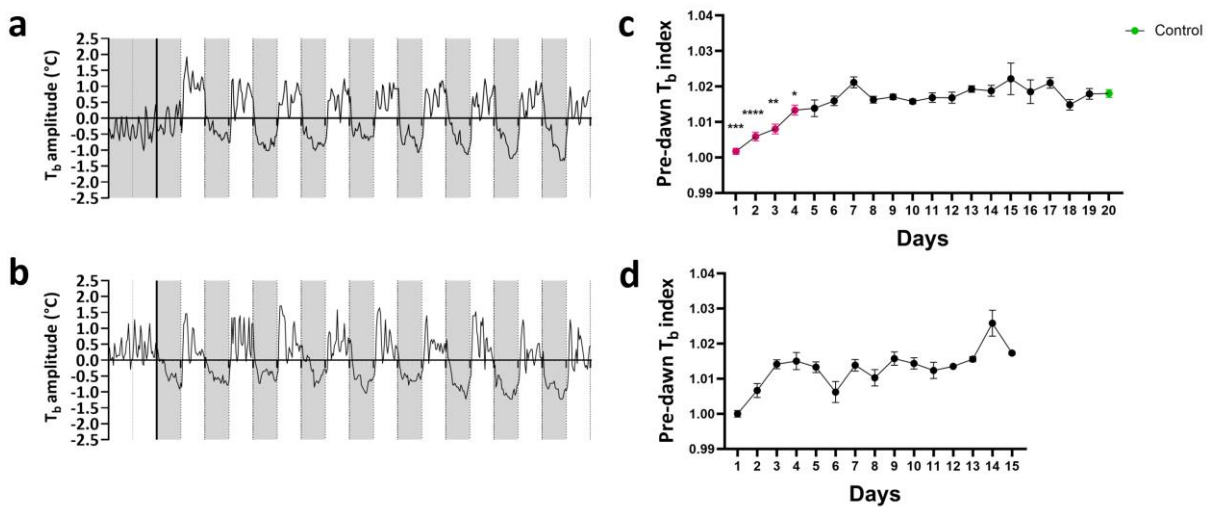 a
T_b amplitude (°C)
2.5
2.0
1.5
1.0
0.5
0.0
-0.5
-1.0
-1.5
-2.0
-2.5
b
T_b amplitude (°C)
2.5
2.0
1.5
1.0
0.5
0.0
-0.5
-1.0
-1.5
-2.0
-2.5
c
Pre-dawn T_b index
1.04
1.03
1.02
1.01
1.00
0.99
*** **** ** *
1 2 3 4 5 6 7 8 9 10 11 12 13 14 15 16 17 18 19 20
Days
Control
d
Pre-dawn T_b index
1.04
1.03
1.02
1.01
1.00
0.99
1 2 3 4 5 6 7 8 9 10 11 12 13 14 15
Days